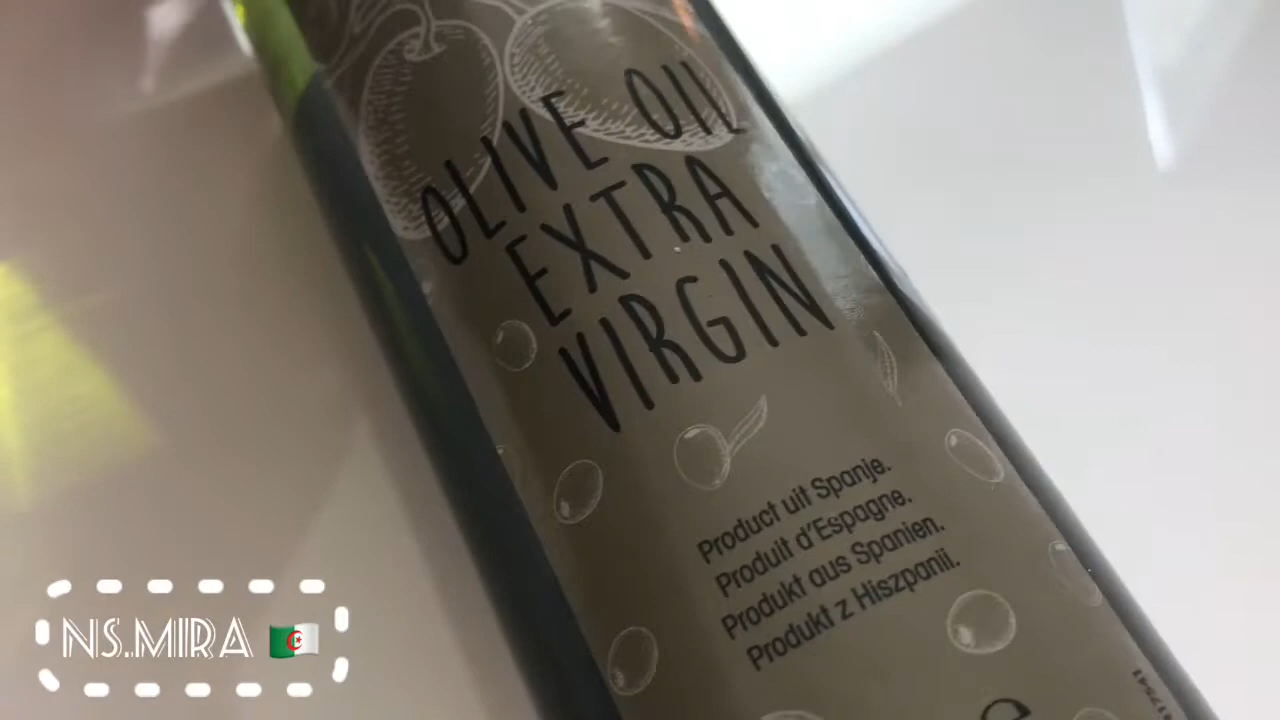 OLIVE OIL
EXTRA
VIRGIN
Product uit Spanje.
Produit d'Espagne.
Produkt aus Spanien.
Produkt z Hiszpanii.
e
NS.MIRA 🇩🇿